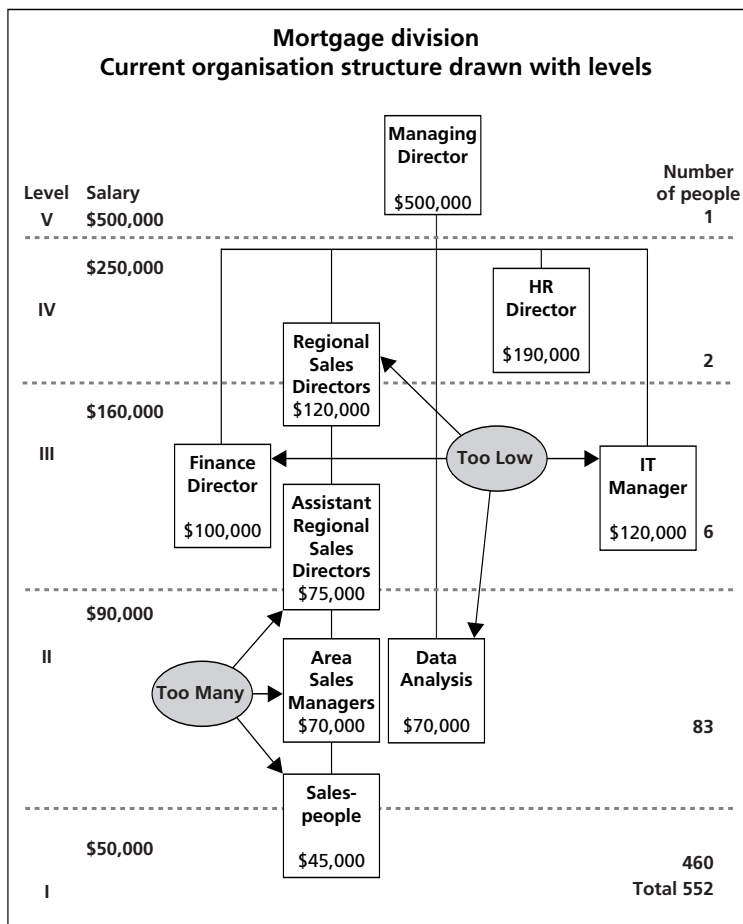 Mortgage division
Current organisation structure drawn with levels
Managing
Director
$500,000
Level Salary
V $500,000
Number
of people
1
$250,000
IV
HR
Director
$190,000
2
Regional
Sales
Directors
$120,000
$160,000
III
Too Low
Finance
Director
$100,000
IT
Manager
$120,000
6
Assistant
Regional
Sales
Directors
$75,000
$90,000
II
Too Many
Area
Sales
Managers
$70,000
Data
Analysis
$70,000
83
Sales-
people
$45,000
$50,000
I
460
Total 552